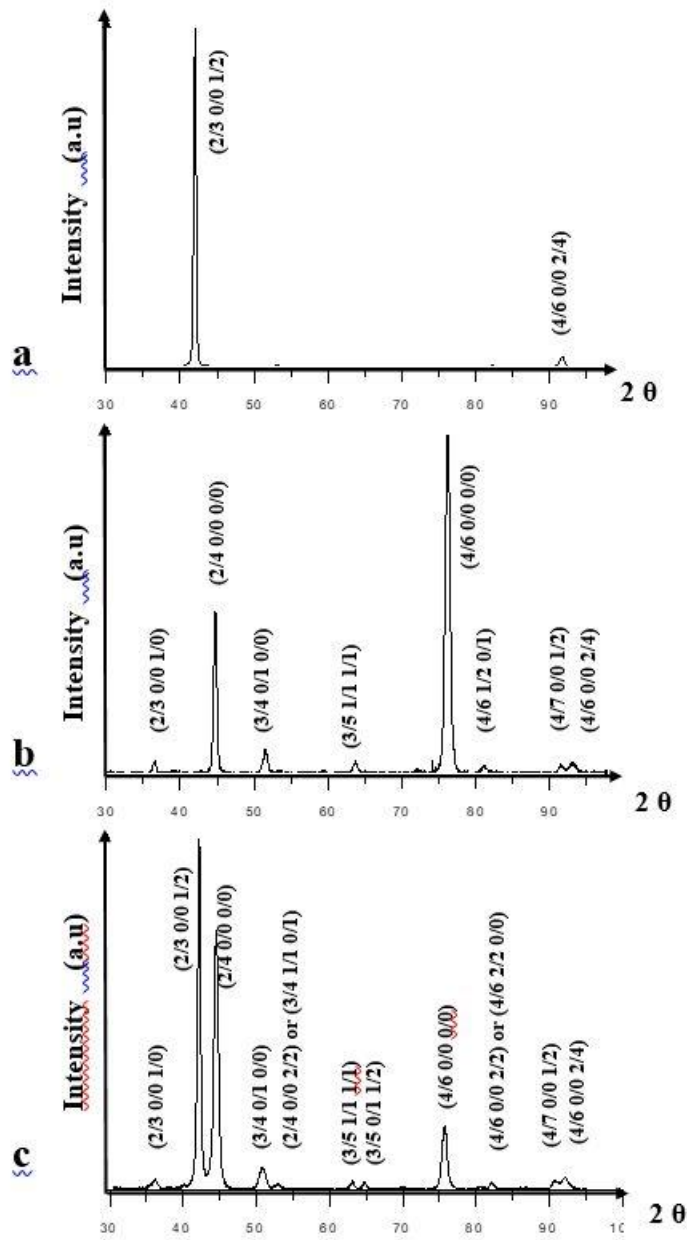 Intensity (a.u)
(2/3 0/0 1/2)
(4/6 0/0 2/4)
a
30 40 50 60 70 80 90
2 θ
Intensity (a.u)
(2/3 0/0 1/0)
(2/4 0/0 0/0)
(3/4 0/1 0/0)
(3/5 1/1 1/1)
(4/6 0/0 0/0)
(4/6 1/2 0/1)
(4/7 0/0 1/2)
(4/6 0/0 2/4)
b
30 40 50 60 70 80 90
2 θ
Intensity (a.u)
(2/3 0/0 1/0)
(2/3 0/0 1/2)
(2/4 0/0 0/0)
(3/4 0/1 0/0)
(2/4 0/0 2/2) or (3/4 1/1 0/1)
(3/5 1/1 1/1)
(3/5 0/1 1/2)
(4/6 0/0 0/0)
(4/6 0/0 2/2) or (4/6 2/2 0/0)
(4/7 0/0 1/2)
(4/6 0/0 2/4)
c
30 40 50 60 70 80 90
2 θ